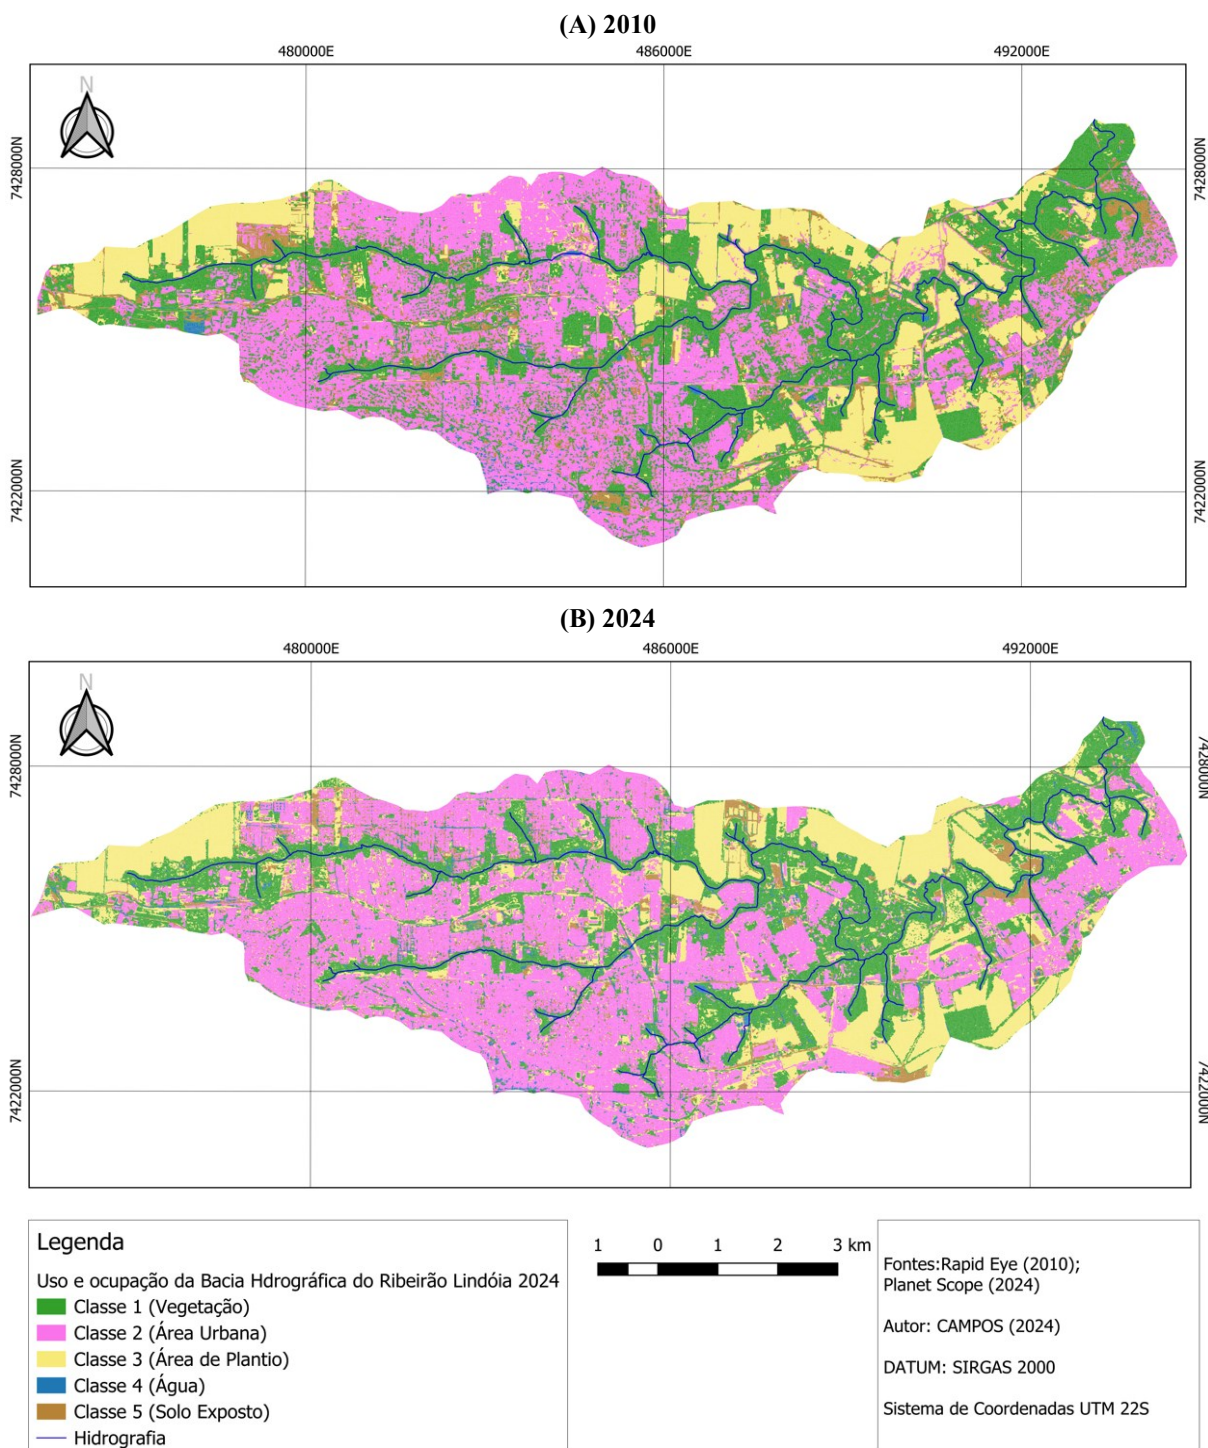 (A) 2010
480000E 486000E 492000E
N
7428000N
7428000N
7422000N
7422000N
(B) 2024
480000E 486000E 492000E
N
7428000N
7428000N
7422000N
7422000N
Legenda
Uso e ocupação da Bacia Hdrográfica do Ribeirão Lindóia 2024
Classe 1 (Vegetação)
Classe 2 (Área Urbana)
Classe 3 (Área de Plantio)
Classe 4 (Água)
Classe 5 (Solo Exposto)
Hidrografia
1 0 1 2 3 km
Fontes:Rapid Eye (2010);
Planet Scope (2024)
Autor: CAMPOS (2024)
DATUM: SIRGAS 2000
Sistema de Coordenadas UTM 22S